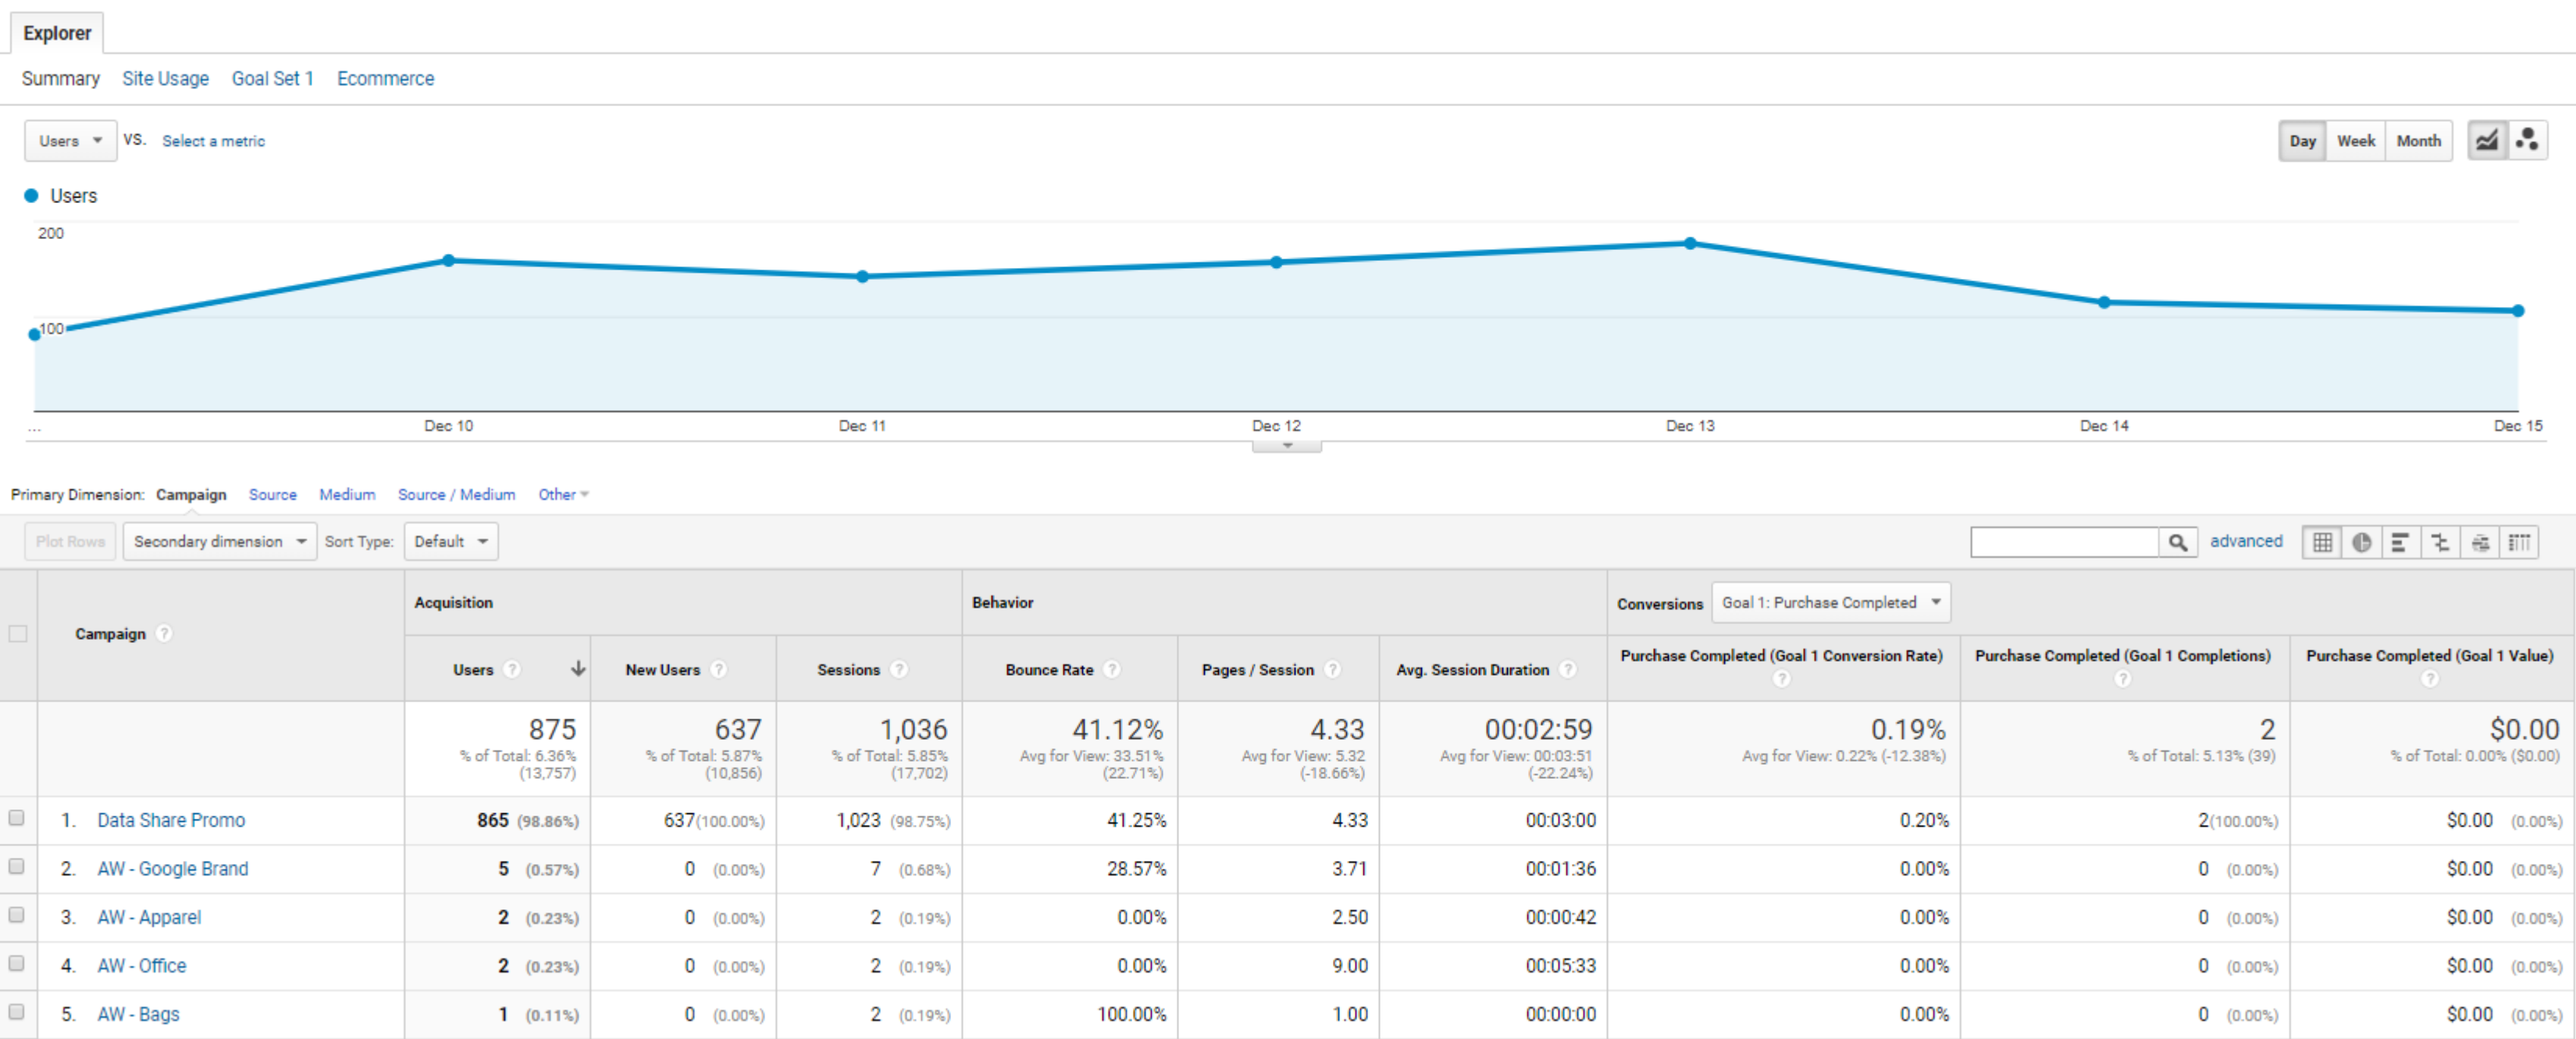 Explorer
Summary Site Usage Goal Set 1 Ecommerce
Users VS. Select a metric Day Week Month
Users
200
100
... Dec 10 Dec 11 Dec 12 Dec 13 Dec 14 Dec 15
Primary Dimension: Campaign Source Medium Source / Medium Other
Plot Rows Secondary dimension Sort Type: Default advanced
Acquisition Behavior Conversions Goal 1: Purchase Completed
Campaign ?
Users ? New Users ? Sessions ? Bounce Rate ? Pages / Session ? Avg. Session Duration ? Purchase Completed (Goal 1 Conversion Rate) ? Purchase Completed (Goal 1 Completions) ? Purchase Completed (Goal 1 Value) ?
875 637 1,036 41.12% 4.33 00:02:59 0.19% 2 $0.00
% of Total: 6.36% % of Total: 5.87% % of Total: 5.85% Avg for View: 33.51% Avg for View: 5.32 Avg for View: 00:03:51 Avg for View: 0.22% (-12.38%) % of Total: 5.13% (39) % of Total: 0.00% ($0.00)
(13,757) (10,856) (17,702) (22.71%) (-18.66%) (-22.24%)
1. Data Share Promo 865 (98.86%) 637(100.00%) 1,023 (98.75%) 41.25% 4.33 00:03:00 0.20% 2(100.00%) $0.00 (0.00%)
2. AW - Google Brand 5 (0.57%) 0 (0.00%) 7 (0.68%) 28.57% 3.71 00:01:36 0.00% 0 (0.00%) $0.00 (0.00%)
3. AW - Apparel 2 (0.23%) 0 (0.00%) 2 (0.19%) 0.00% 2.50 00:00:42 0.00% 0 (0.00%) $0.00 (0.00%)
4. AW - Office 2 (0.23%) 0 (0.00%) 2 (0.19%) 0.00% 9.00 00:05:33 0.00% 0 (0.00%) $0.00 (0.00%)
5. AW - Bags 1 (0.11%) 0 (0.00%) 2 (0.19%) 100.00% 1.00 00:00:00 0.00% 0 (0.00%) $0.00 (0.00%)